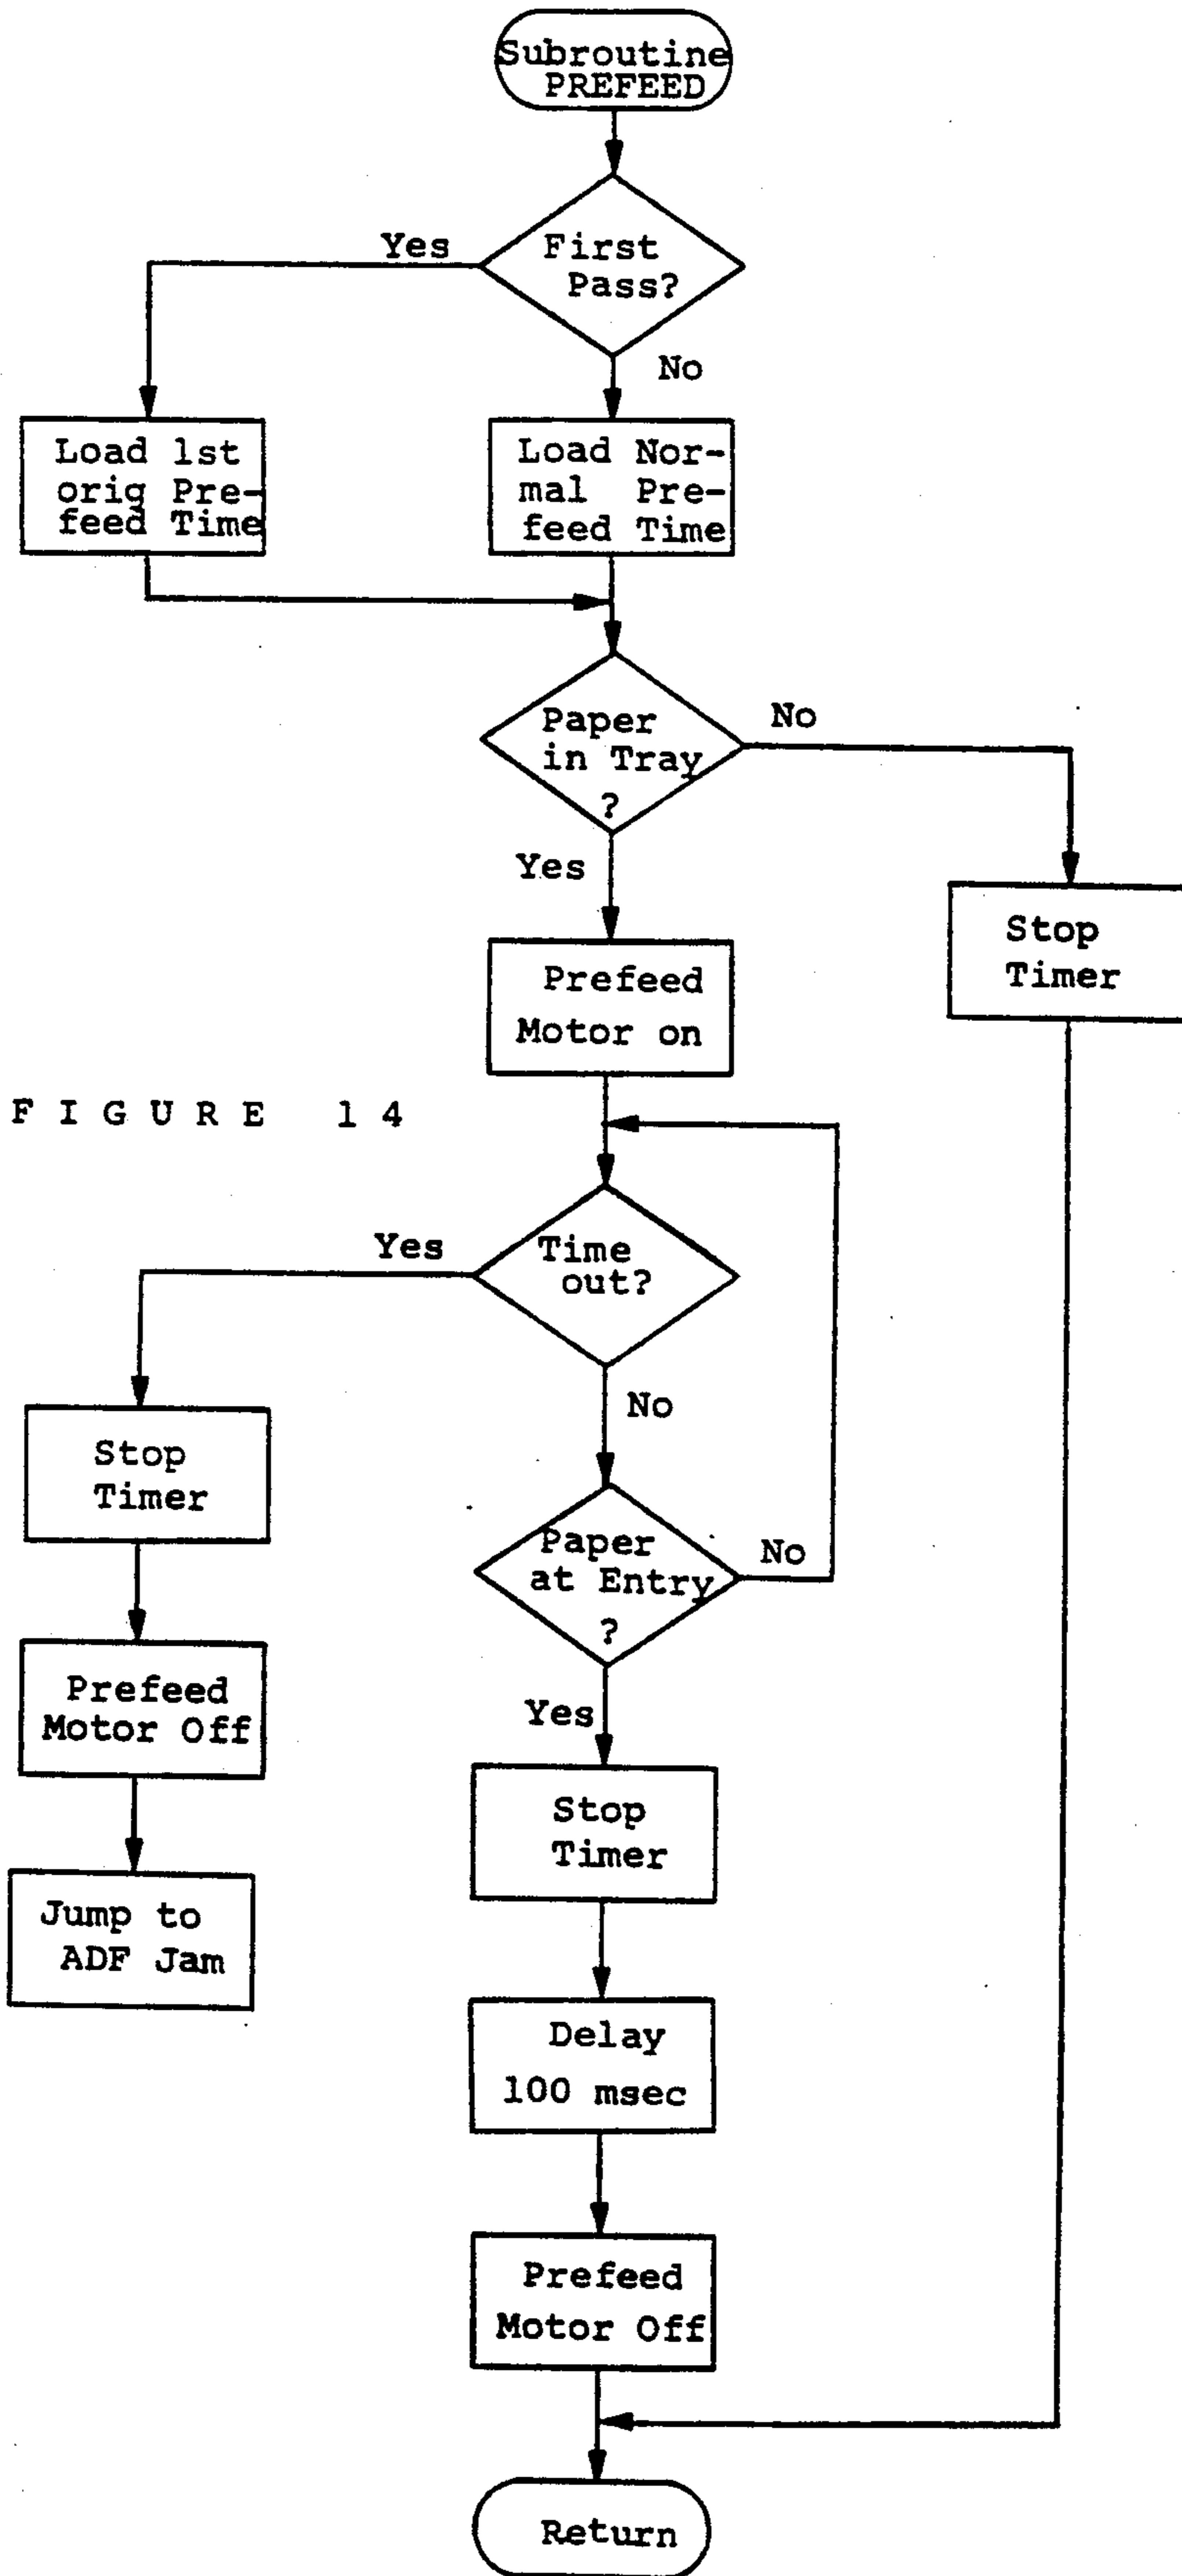 Subroutine
PREFEED
First
Pass?
Yes
No
Load 1st
orig Pre-
feed Time
Load Nor-
mal Pre-
feed Time
Paper
in Tray
?
No
Yes
Stop
Timer
Prefeed
Motor on
FIGURE 14
Time
out?
Yes
No
Stop
Timer
Paper
at Entry
?
No
Yes
Prefeed
Motor Off
Stop
Timer
Jump to
ADF Jam
Delay
100 msec
Prefeed
Motor Off
Return